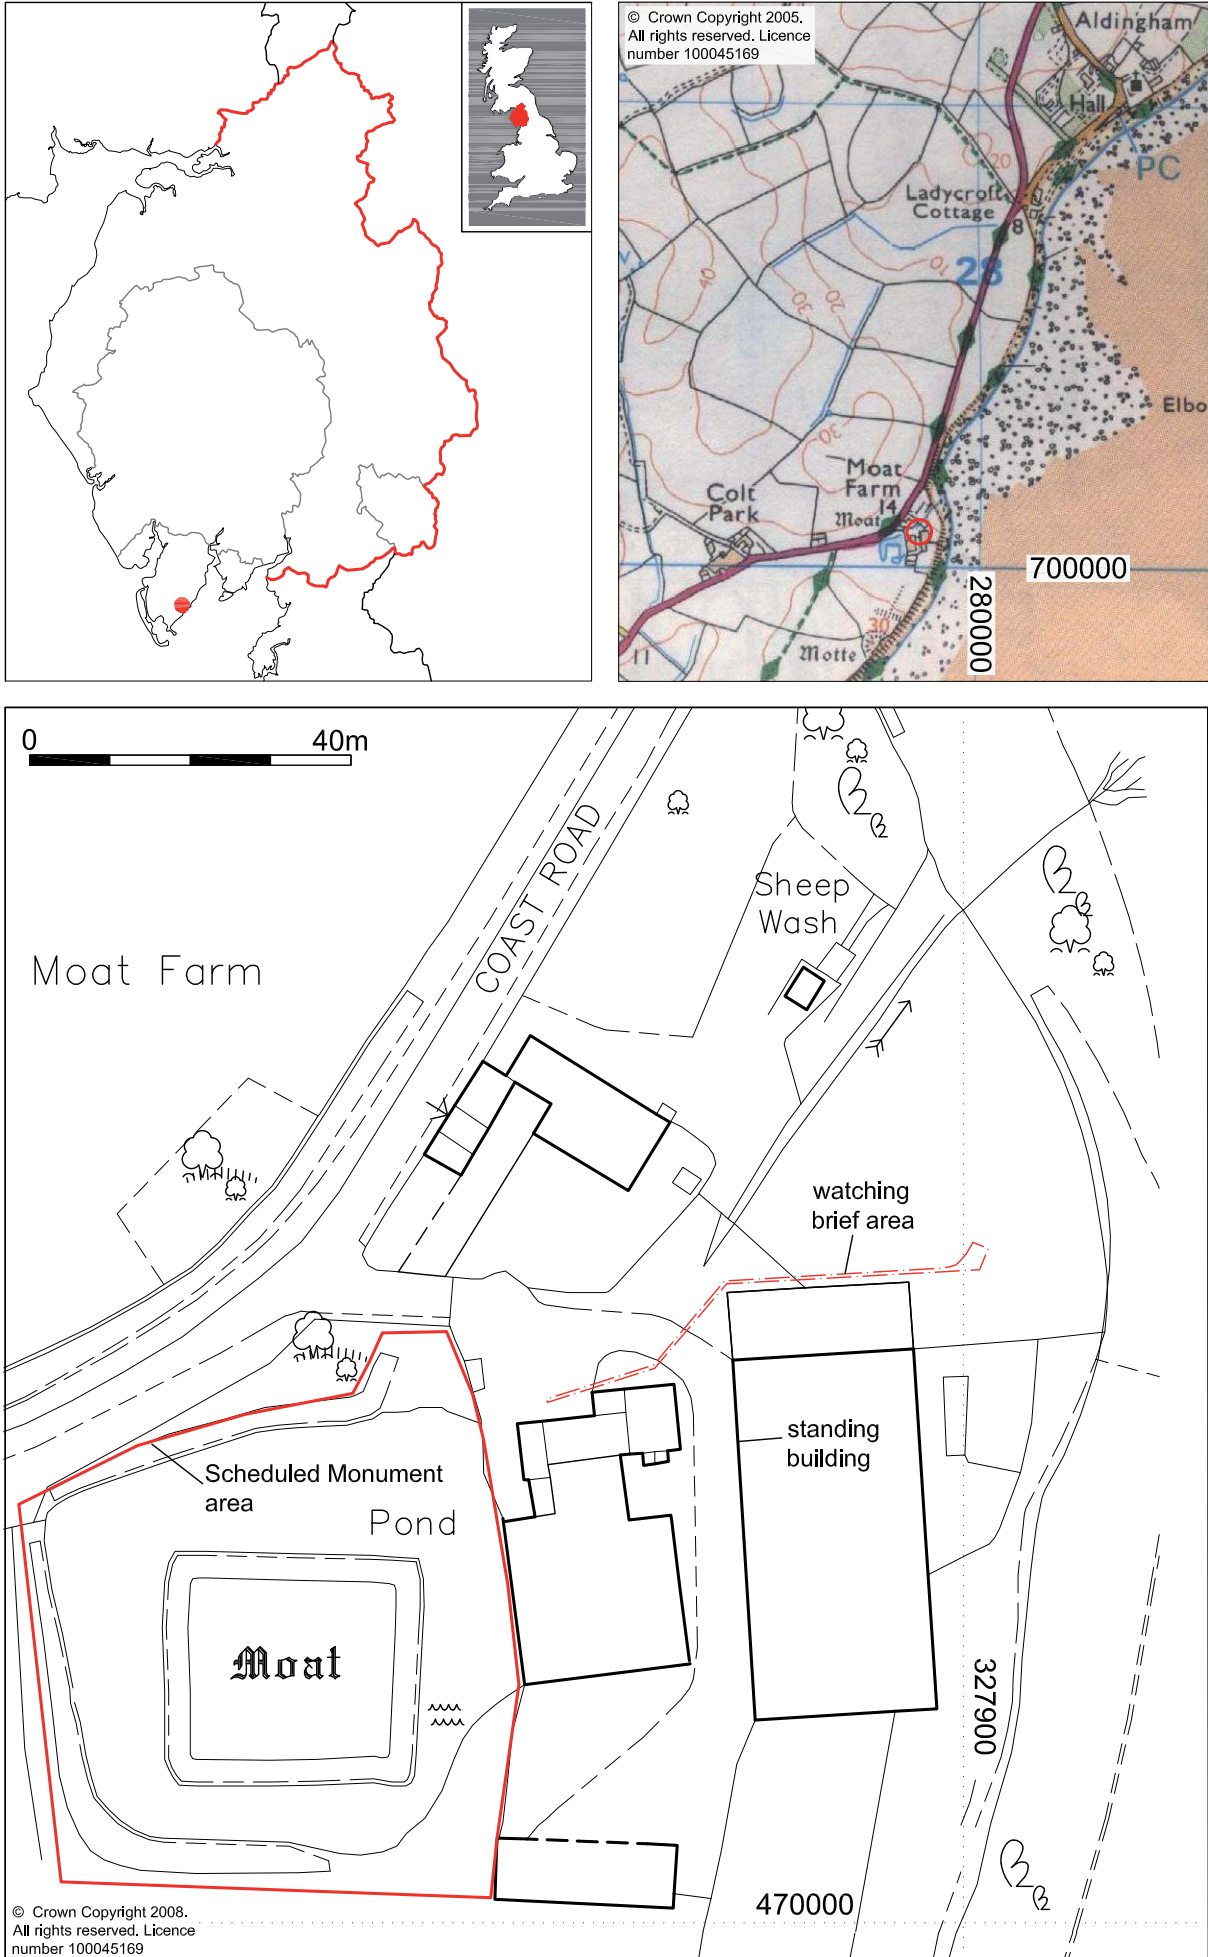 © Crown Copyright 2005.
All rights reserved. Licence
number 100045169
Aldingham
Hall
PC
20
Ladycroft
Cottage
8
28
10
40
30
20
30
Elbo
Moat
Farm
14
Moat
Colt
Park
700000
280000
30
Motte
11
0 40m
COAST ROAD
Sheep
Wash
Moat Farm
watching
brief area
standing
building
Scheduled Monument
area
Pond
Moat
327900
470000
© Crown Copyright 2008.
All rights reserved. Licence
number 100045169